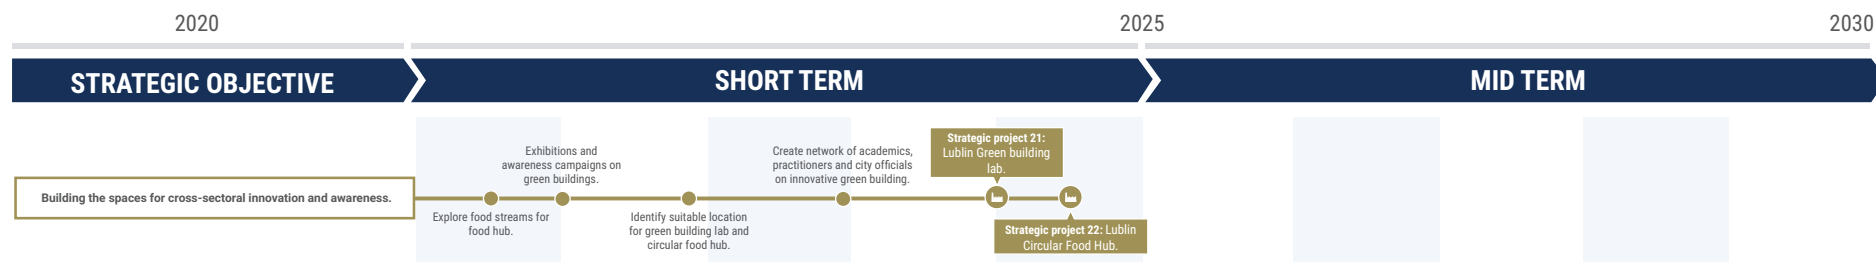 2020
2025
2030
STRATEGIC OBJECTIVE
SHORT TERM
MID TERM
Building the spaces for cross-sectoral innovation and awareness.
Explore food streams for
food hub.
Exhibitions and
awareness campaigns on
green buildings.
Identify suitable location
for green building lab and
circular food hub.
Create network of academics,
practitioners and city officials
on innovative green building.
Strategic project 21:
Lublin Green building
lab.
Strategic project 22: Lublin
Circular Food Hub.